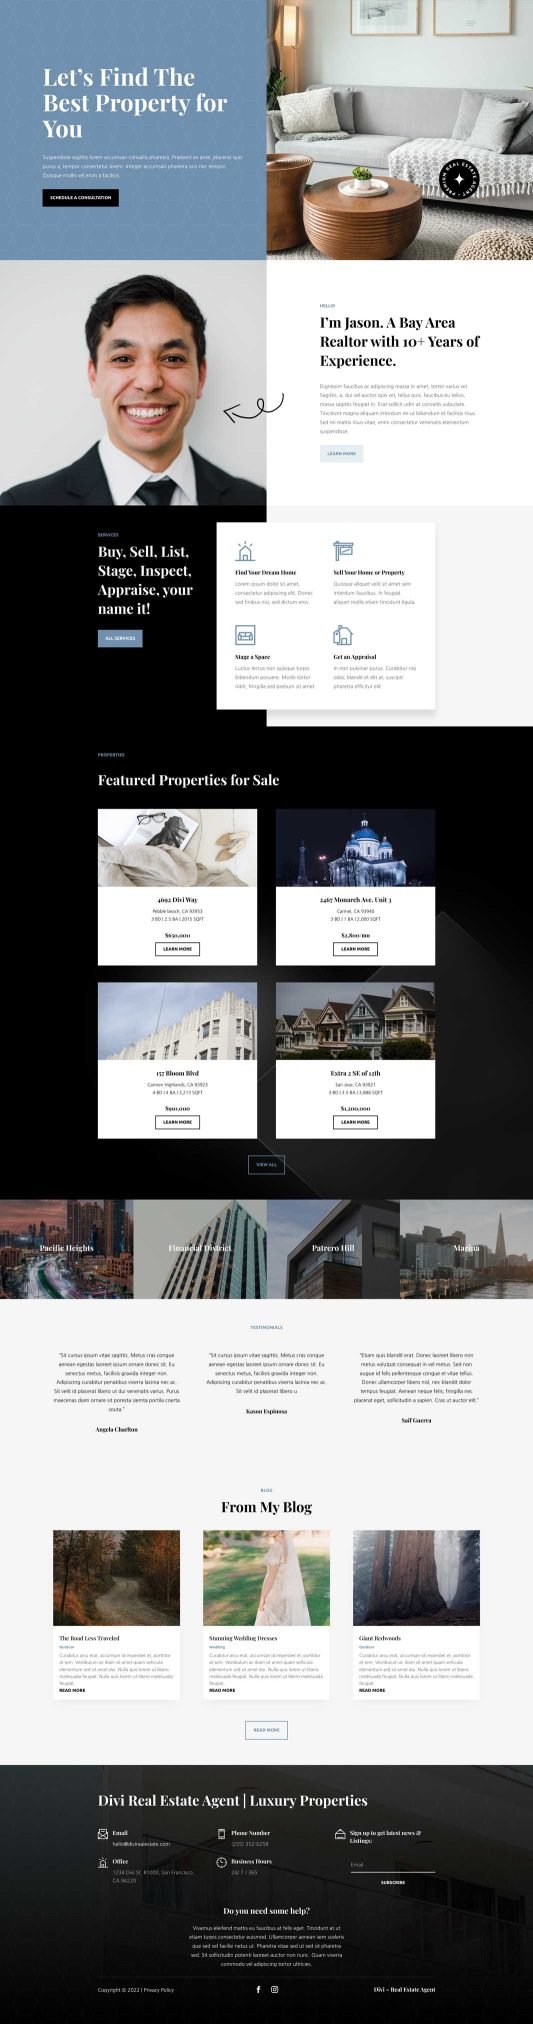 Let's Find The
Best Property for
You
Suspendisse sagittis lorem accumsan convallis pharetra. Praesent ex ante, placerat quis
purus a, tempor consectetur lorem. Integer accumsan pharetra orci nec tempor.
Quisque mollis vel enim a facilisis
SCHEDULE A CONSULTATION
PREMIUM REAL ESTATE AGENT
HELLO!
I'm Jason. A Bay Area
Realtor with 10+ Years of
Experience.
Dignissim faucibus ac adipiscing massa in amet, tortor varius vel.
Sagittis, a, dui vel auctor quis vel, tellus quis. faucibus eu tellus,
massa sagittis feugiat in. Erat sollicit udin at convallis vulputate.
Tincidunt magna aliquam interdum mi ut bibendum et facilisis risus.
Sed mi mattis risus vitae, enim consectetur venenatis elementum
suspendisse.
LEARN MORE
SERVICES
Buy, Sell, List,
Stage, Inspect,
Appraise, your
name it!
ALL SERVICES
Find Your Dream Home
Lorem ipsum dolor sit amet,
consectetur adipiscing elit. Donec
sed finibus nisi, sed dictum eros
Sell Your Home or Property
Quisque aliquet velit sit amet sem
interdum faucibus. In feugiat
aliquet mollis etiam tincidunt ligula
Stage a Space
Luctus lectus non quisque turpis
bibendum posuere. Morbi tortor
nibh, fringilla sed pretium sit amet
Get an Appraisal
In non pulvinar purus. Curabitur nisi
odio, blandit et elit at, suscipit
pharetra efficitur elit.
PROPERTIES
Featured Properties for Sale
4692 Divi Way
Pebble beach, CA 93953
3 BD | 2.5 BA | 2015 SQFT
$650,000
LEARN MORE
2467 Monarch Ave. Unit 3
Carmel, CA 93940
3 BD | 1 BA | 2,000 SQFT
$2,800/mo
LEARN MORE
157 Bloom Blvd
Carmen Highlands, CA 93923
4 BD | 4 BA | 3,213 SQFT
$910,000
LEARN MORE
Extra 2 SE of 12th
San Jose, CA 93921
3 BD | 3.5 BA | 3,886 SQFT
$1,200,000
LEARN MORE
VIEW ALL
Pacific Heights
Financial District
Patrero Hill
Marina
TESTIMONIALS
"Sit cursus ipsum vitae sagittis. Metus cras congue
aenean egestas laoreet ipsum ornare donec sit. Eu
senectus metus, facilisis gravida integer non.
Adipiscing curabitur penatibus viverra lacinia nec ac.
Sit velit id placerat libero ut dui venenatis varius. Purus
maecenas diam ornare sit poresta siemta portila coerta
souta."
Angela Charlton
"Sit cursus ipsum vitae sagittis. Metus cras congue
aenean egestas laoreet ipsum ornare donec sit. Eu
senectus metus, facilisis gravida integer non.
Adipiscing curabitur penatibus viverra lacinia nec ac.
Sit velit id placerat libero u
Kason Espinosa
"Etiam quis blandit erat. Donec laoreet libero non
metus volutpat consequat in vel metus. Sed non
augue id felis pellentesque congue et vitae tellus.
Donec ullamcorper libero nisl, nec blandit dolor
tempus feugiat. Aenean neque felis, fringilla nec
placerat eget, sollicitudin a sapien. Cras ut auctor elit."
Saif Guerra
BLOG
From My Blog
The Road Less Traveled
Outdoor
Curabitur arcu erat, accumsan id imperdiet et, porttitor
at sem. Vestibulum ac diam sit amet quam vehicula
elementum sed sit amet dui. Nulla quis lorem ut libero
malesuada feugiat. Nulla quis lorem ut libero malesuada
feugiat.
READ MORE
Stunning Wedding Dresses
Wedding
Curabitur arcu erat, accumsan id imperdiet et, porttitor
at sem. Vestibulum ac diam sit amet quam vehicula
elementum sed sit amet dui. Nulla quis lorem ut libero
malesuada feugiat. Nulla quis lorem ut libero malesuada
feugiat.
READ MORE
Giant Redwoods
Outdoor
Curabitur arcu erat, accumsan id imperdiet et, porttitor
at sem. Vestibulum ac diam sit amet quam vehicula
elementum sed sit amet dui. Nulla quis lorem ut libero
malesuada feugiat. Nulla quis lorem ut libero malesuada
feugiat.
READ MORE
READ MORE
Divi Real Estate Agent | Luxury Properties
Email
hello@divirealestate.com
Phone Number
(255) 352-6258
Sign up to get latest news &
Listings:
Office
1234 Divi St. #1000, San Francisco,
CA 94220
Business Hours
24/ 7 / 365
Email
SUBSCRIBE
Do you need some help?
Vivamus eleifend mattis eu faucibus at felis eget. Tincidunt at ut
etiam turpis consectetur euismod. Ullamcorper aenean sem sceleris
que sed vel facilisi netus ut. Pharetra vitae sed ut sed sit pharetra
sed. Sit sollicitudin potenti laoreet auctor non nunc. Quam viverra
commodo vel adipiscing tortor ultricies.
Copyright © 2022 | Privacy Policy
Divi – Real Estate Agent